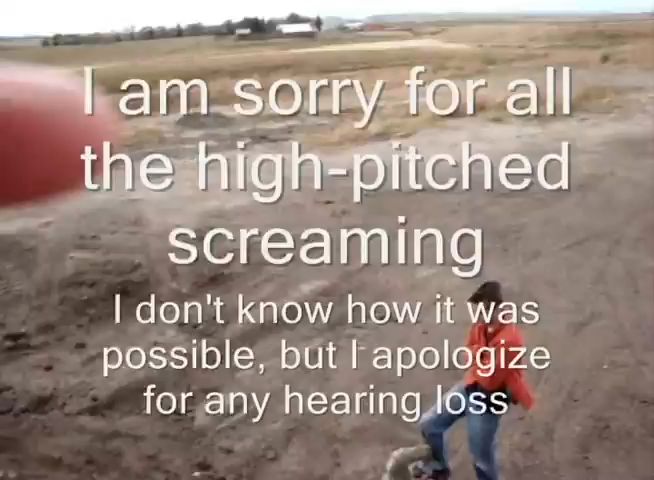 I am sorry for all
the high-pitched
screaming
I don't know how it was
possible, but I apologize
for any hearing loss